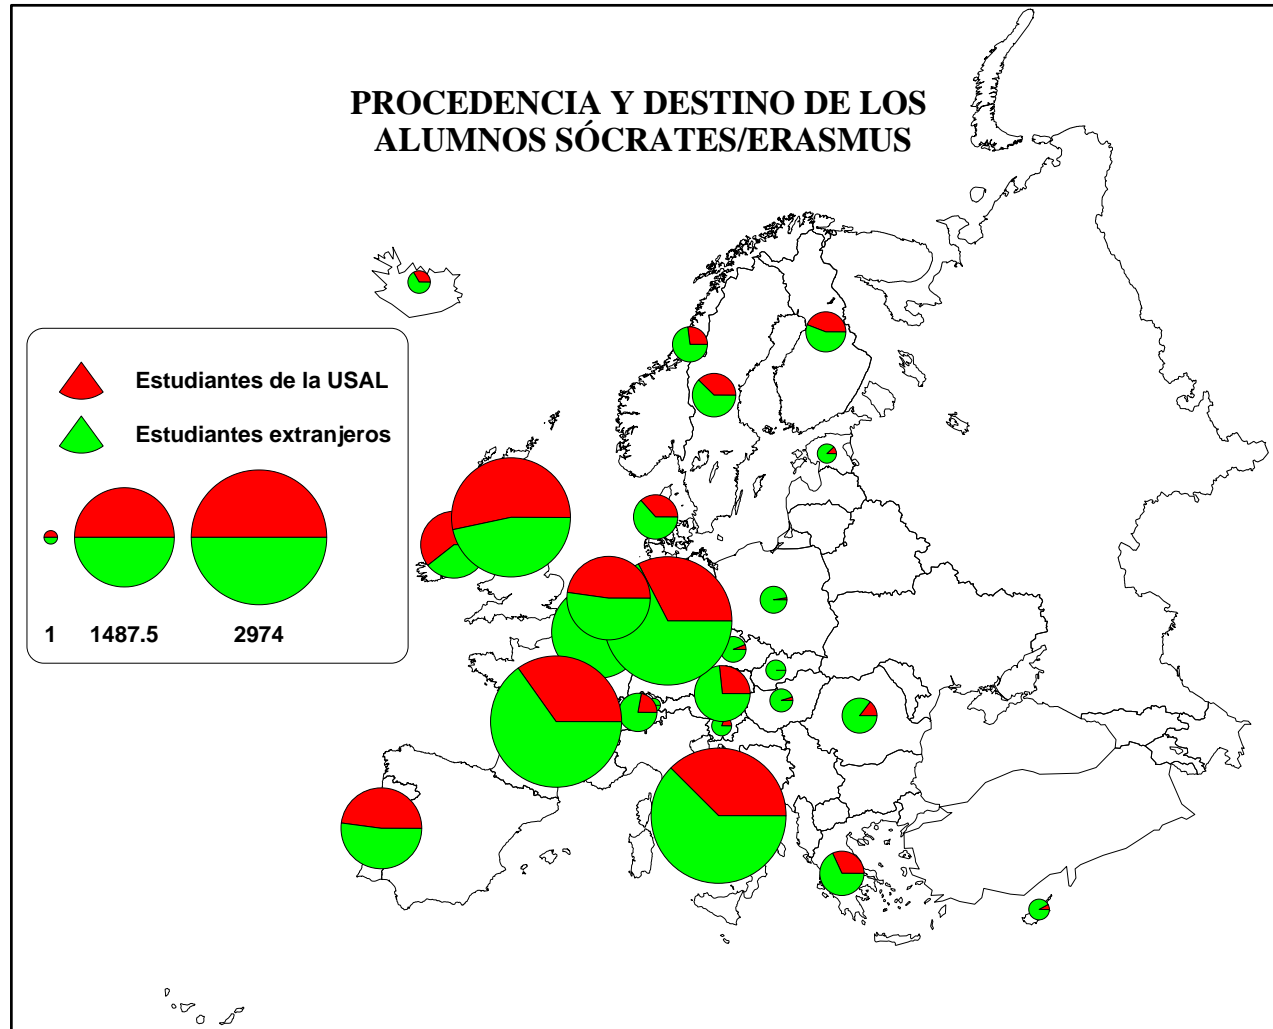 PROCEDENCIA Y DESTINO DE LOS
ALUMNOS SÓCRATES/ERASMUS
Estudiantes de la USAL
Estudiantes extranjeros
1 1487.5 2974